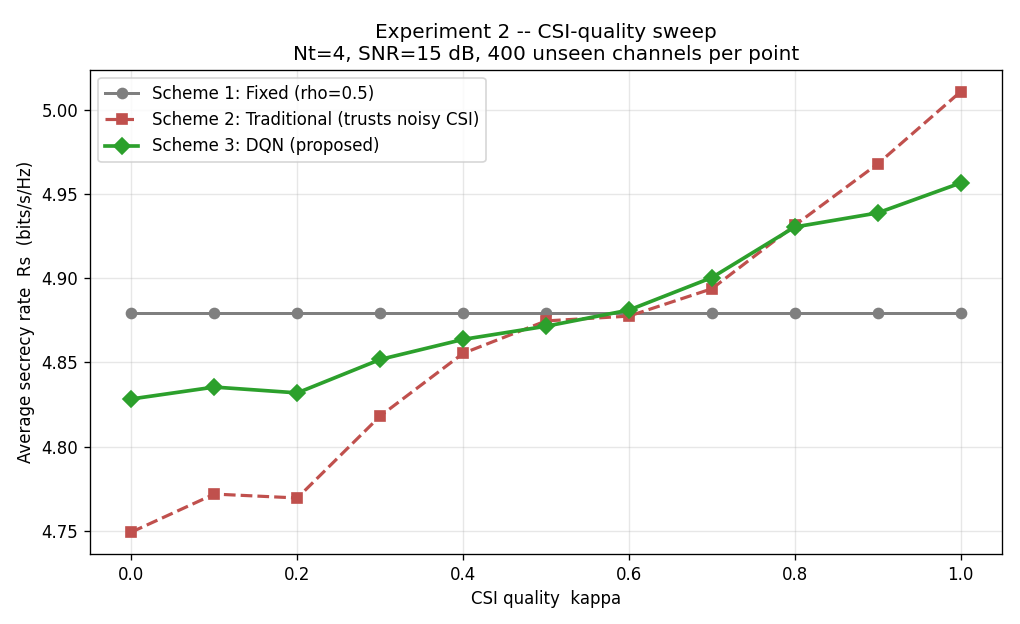 Experiment 2 -- CSI-quality sweep
Nt=4, SNR=15 dB, 400 unseen channels per point
Scheme 1: Fixed (rho=0.5)
Scheme 2: Traditional (trusts noisy CSI)
Scheme 3: DQN (proposed)
Average secrecy rate  Rs  (bits/s/Hz)
5.00
4.95
4.90
4.85
4.80
4.75
0.0 0.2 0.4 0.6 0.8 1.0
CSI quality  kappa